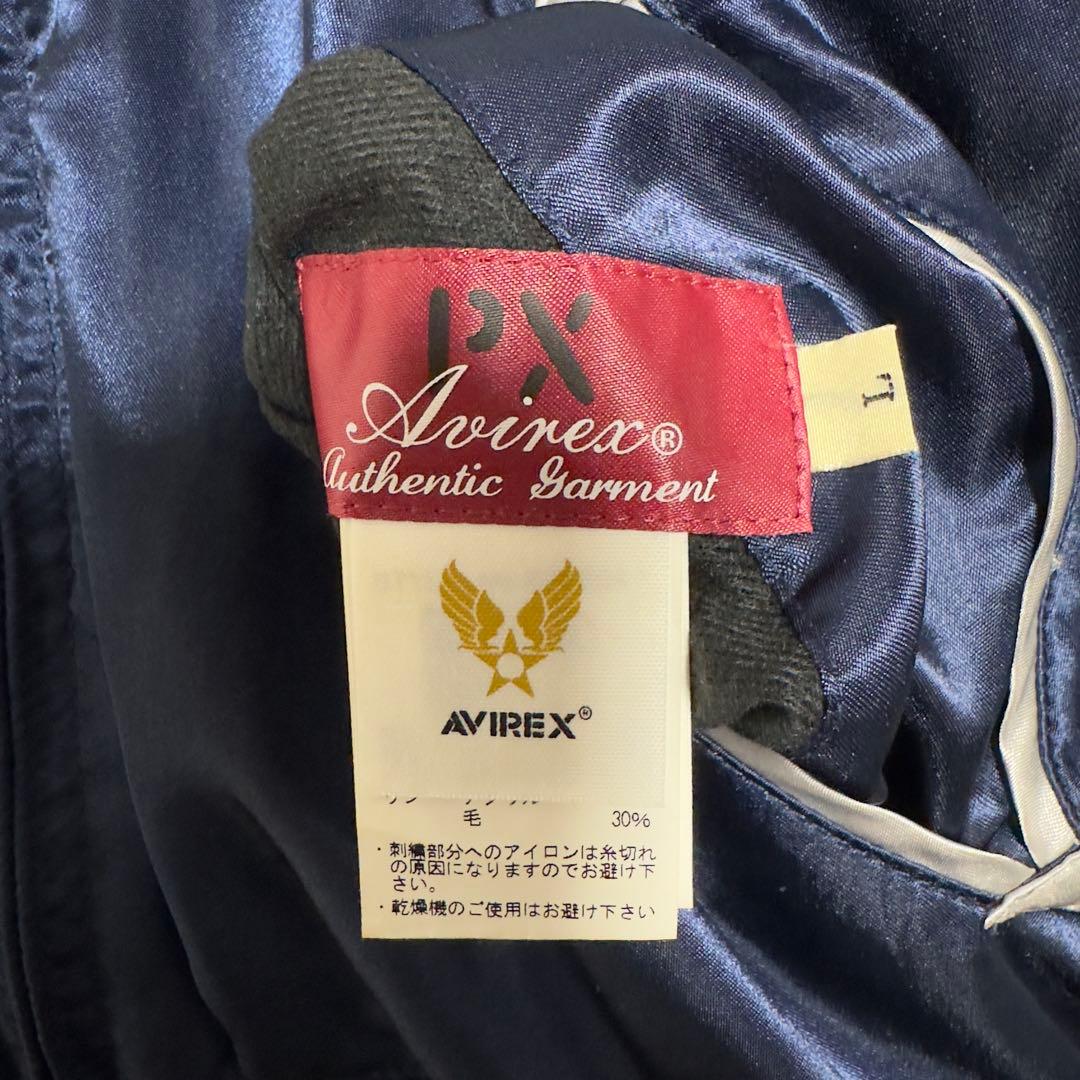 PX
Avirex®
Authentic Garment
L
AVIREX®
毛 30%
・刺繍部分へのアイロンは糸切れ
の原因になりますのでお避け下
さい。
・乾燥機のご使用はお避け下さい